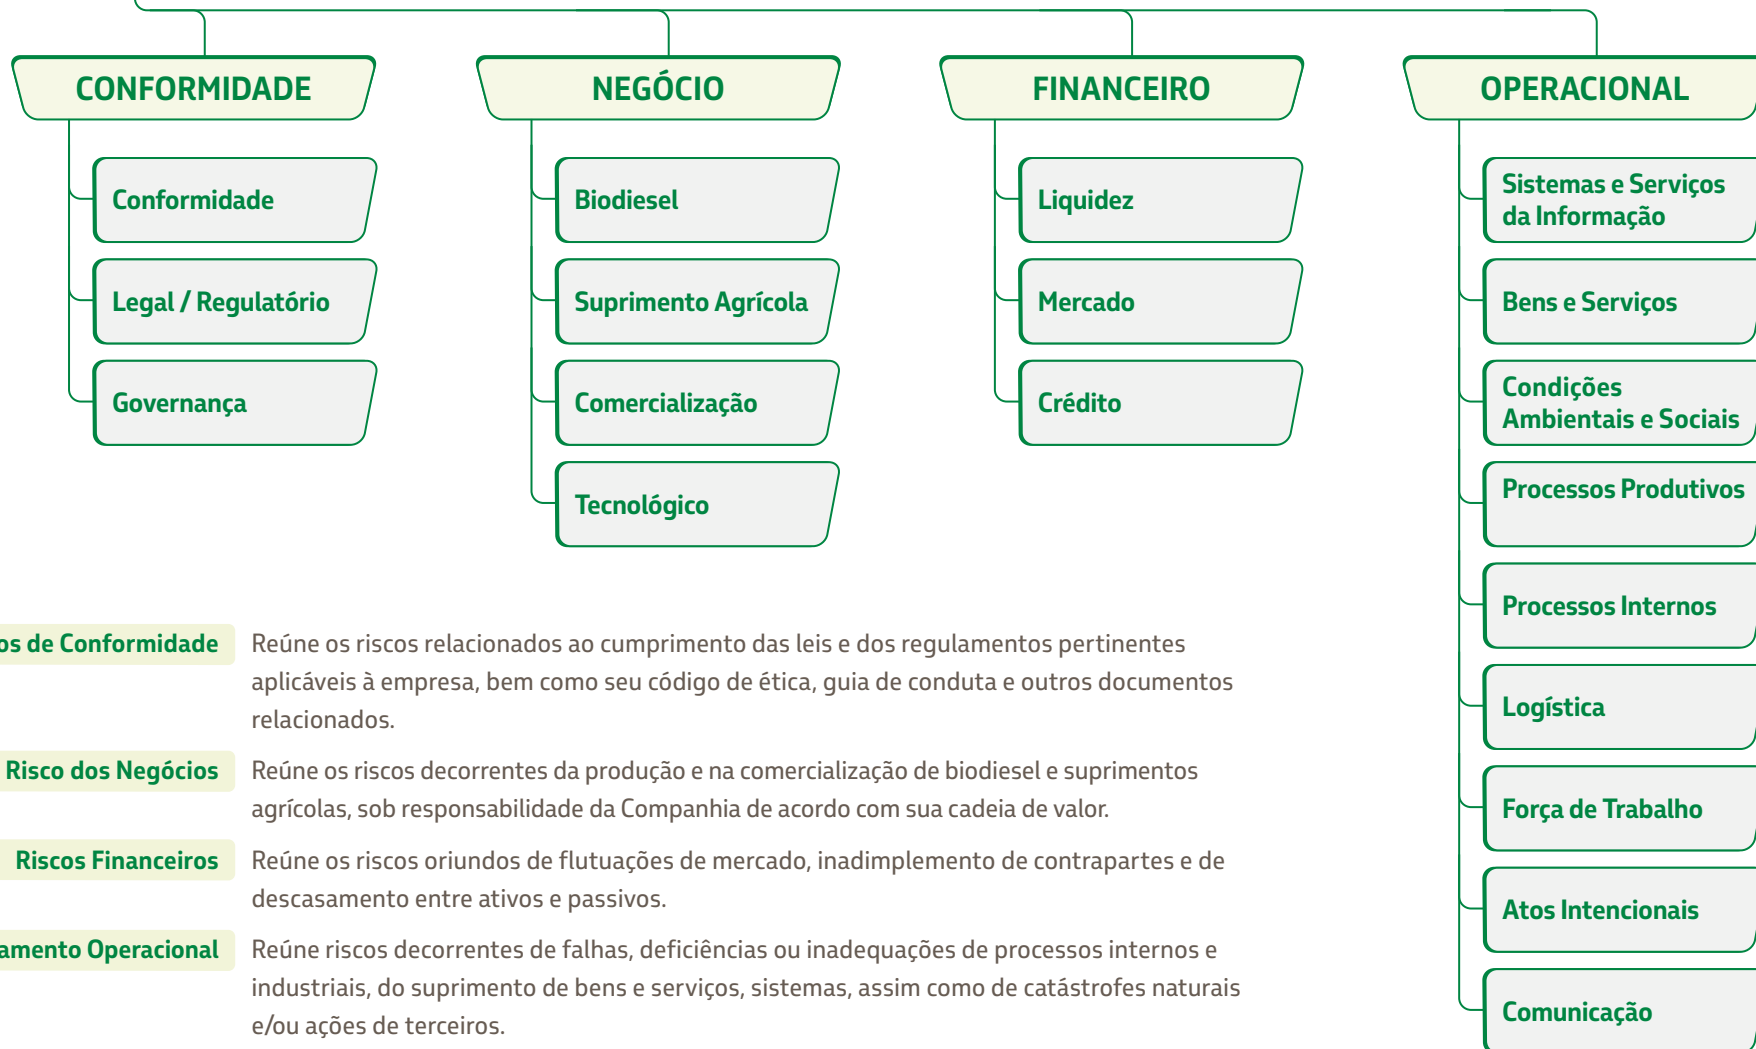 CONFORMIDADE
Conformidade
Legal / Regulatório
Governança
NEGÓCIO
Biodiesel
Suprimento Agrícola
Comercialização
Tecnológico
FINANCEIRO
Liquidez
Mercado
Crédito
OPERACIONAL
Sistemas e Serviços
da Informação
Bens e Serviços
Condições
Ambientais e Sociais
Processos Produtivos
Processos Internos
Logística
Força de Trabalho
Atos Intencionais
Comunicação
os de Conformidade
Reúne os riscos relacionados ao cumprimento das leis e dos regulamentos pertinentes
aplicáveis à empresa, bem como seu código de ética, guia de conduta e outros documentos
relacionados.
Risco dos Negócios
Reúne os riscos decorrentes da produção e na comercialização de biodiesel e suprimentos
agrícolas, sob responsabilidade da Companhia de acordo com sua cadeia de valor.
Riscos Financeiros
Reúne os riscos oriundos de flutuações de mercado, inadimplemento de contrapartes e de
descasamento entre ativos e passivos.
amento Operacional
Reúne riscos decorrentes de falhas, deficiências ou inadequações de processos internos e
industriais, do suprimento de bens e serviços, sistemas, assim como de catástrofes naturais
e/ou ações de terceiros.